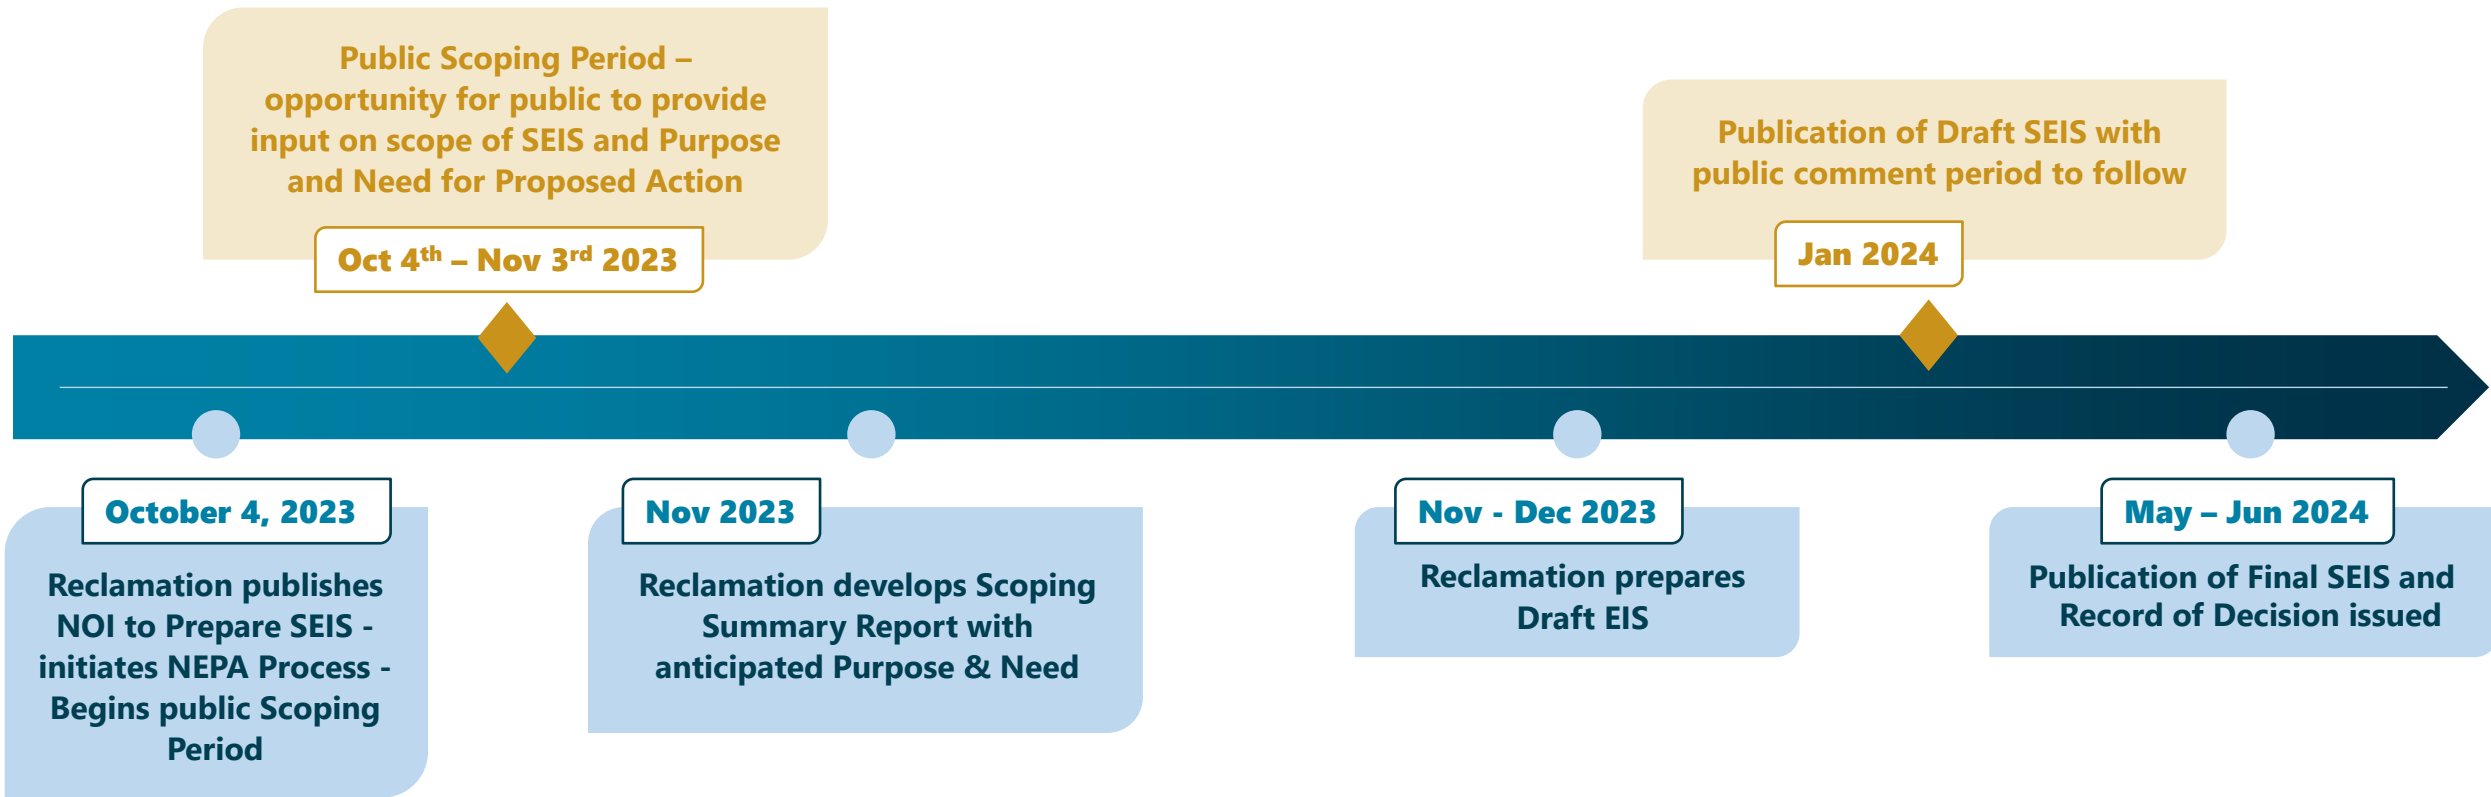 Public Scoping Period –
opportunity for public to provide
input on scope of SEIS and Purpose
and Need for Proposed Action
Oct 4th – Nov 3rd 2023
Publication of Draft SEIS with
public comment period to follow
Jan 2024
October 4, 2023
Reclamation publishes
NOI to Prepare SEIS -
initiates NEPA Process -
Begins public Scoping
Period
Nov 2023
Reclamation develops Scoping
Summary Report with
anticipated Purpose & Need
Nov - Dec 2023
Reclamation prepares
Draft EIS
May – Jun 2024
Publication of Final SEIS and
Record of Decision issued